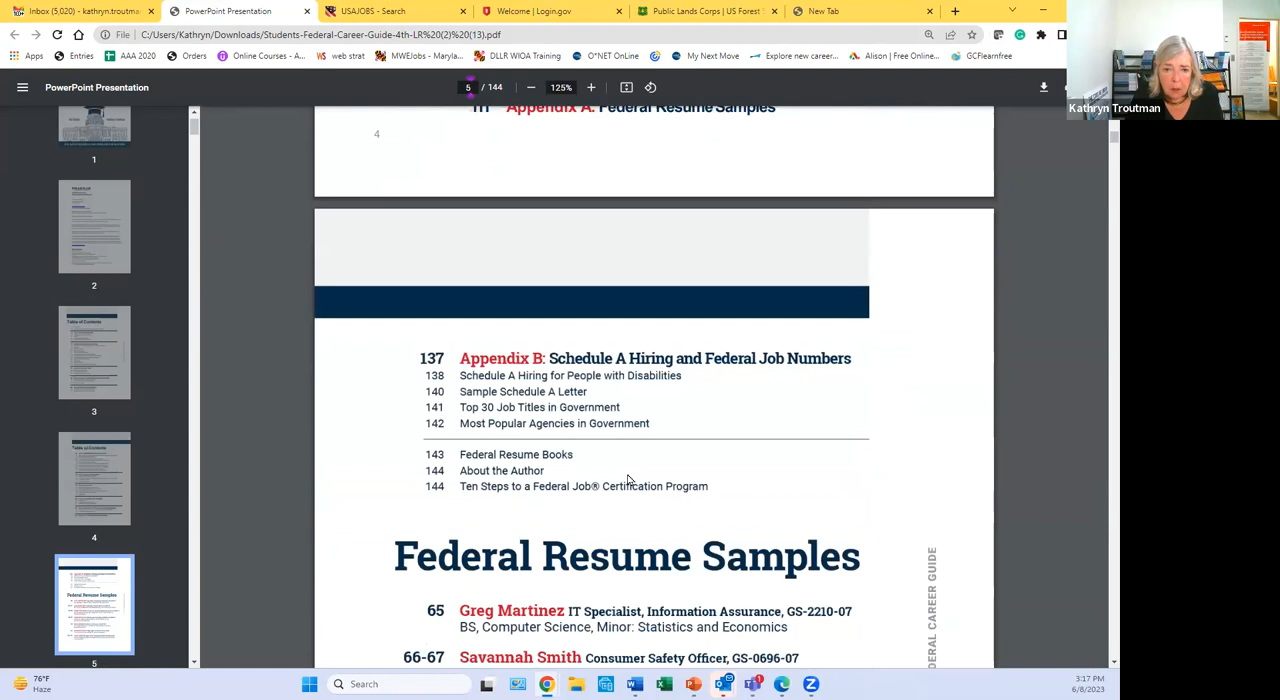 Inbox (5,020) - kathryn.troutma
PowerPoint Presentation
USAJOBS - Search
Welcome | Login.gov
Public Lands Corps | US Forest
New Tab
File
C:/Users/Kathryn/Downloads/Students-Federal-Career-Guide-4th-LR%20(2)%20(13).pdf
Apps
Entries
AAA 2020
Orders
Online Courses - A...
web strat
MWEJobs - Maryla...
DLLR WIOA Training
O*NET OnLine
My Next Move
Explore new career...
Alison | Free Online...
GCFlearnfree
Kathryn Troutman
PowerPoint Presentation
5 / 144
125%
111 Appendix A: Federal Resume Samples
4
1
2
3
4
5
137 Appendix B: Schedule A Hiring and Federal Job Numbers
138 Schedule A Hiring for People with Disabilities
140 Sample Schedule A Letter
141 Top 30 Job Titles in Government
142 Most Popular Agencies in Government
143 Federal Resume Books
144 About the Author
144 Ten Steps to a Federal Job® Certification Program
Federal Resume Samples
65 Greg Martinez IT Specialist, Information Assurance, GS-2210-07
BS, Computer Science, Minor: Statistics and Economics
66-67 Savannah Smith Consumer Safety Officer, GS-0696-07
DERAL CAREER GUIDE
76°F
Haze
Search
3:17 PM
6/8/2023